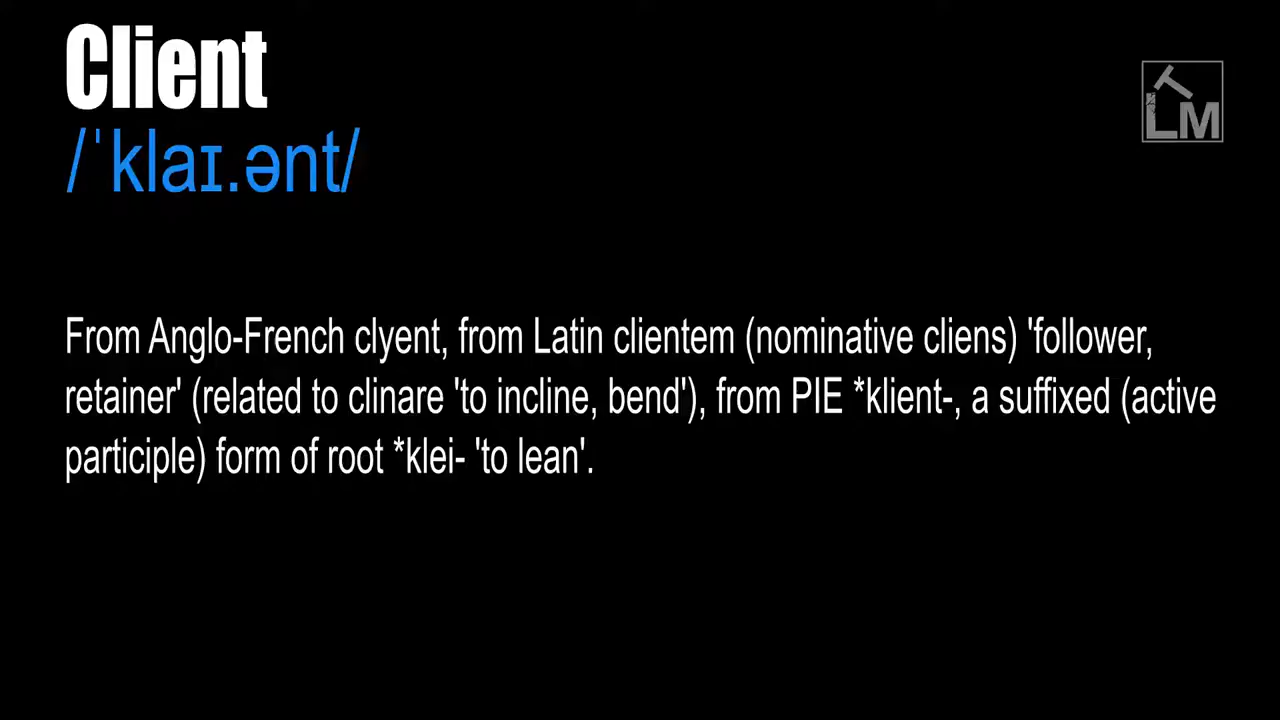 Client
/ˈklaɪ.ənt/
LM
From Anglo-French clyent, from Latin clientem (nominative cliens) 'follower,
retainer' (related to clinare 'to incline, bend'), from PIE *klient-, a suffixed (active
participle) form of root *klei- 'to lean'.